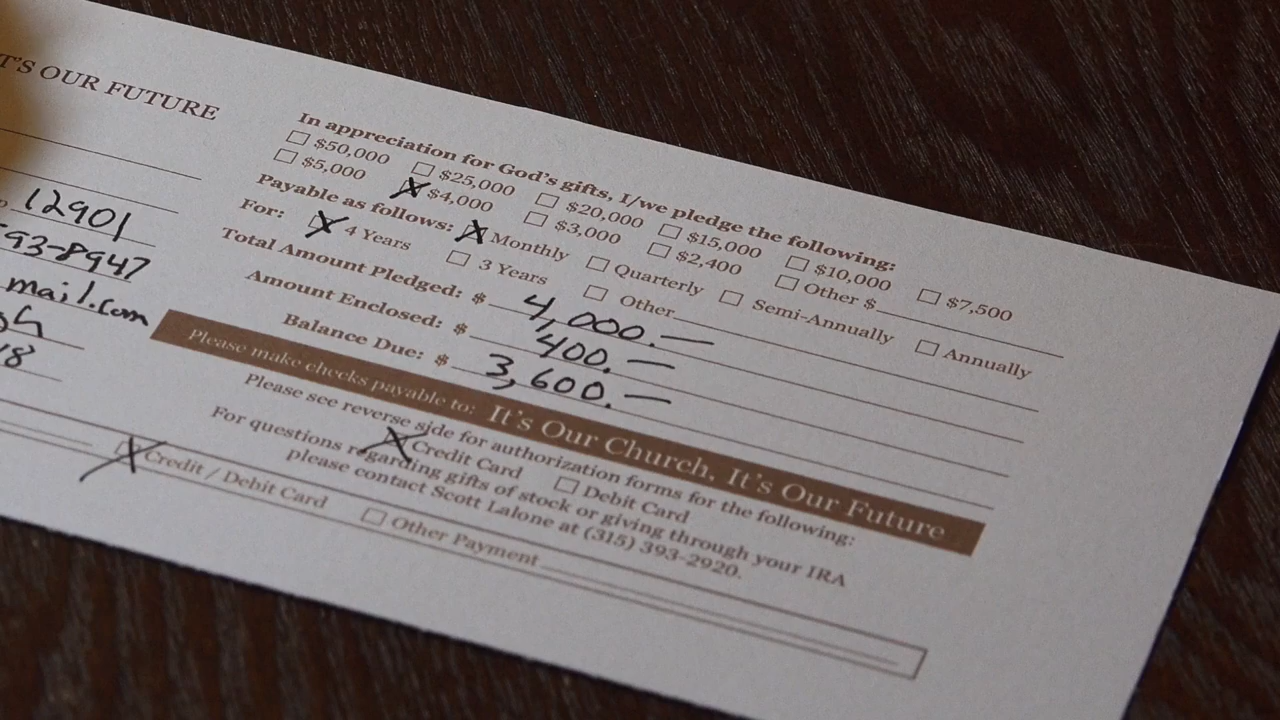 T'S OUR FUTURE
12901
593-8947
mail.com
18
In appreciation for God's gifts, I/we pledge the following:
☐ $50,000 ☐ $25,000 ☐ $20,000 ☐ $15,000 ☐ $10,000 ☐ $7,500
☐ $5,000 ☒ $4,000 ☐ $3,000 ☐ $2,400 ☐ Other $
Payable as follows: ☒ Monthly ☐ Quarterly ☐ Semi-Annually ☐ Annually
For: ☒ 4 Years ☐ 3 Years ☐ Other
Total Amount Pledged: $ 4,000.—
Amount Enclosed: $ 400.—
Balance Due: $ 3,600.—
Please make checks payable to: It's Our Church, It's Our Future
Please see reverse side for authorization forms for the following:
☒ Credit Card ☐ Debit Card
For questions regarding gifts of stock or giving through your IRA
please contact Scott Lalone at (315) 393-2920.
☒ Credit / Debit Card ☐ Other Payment